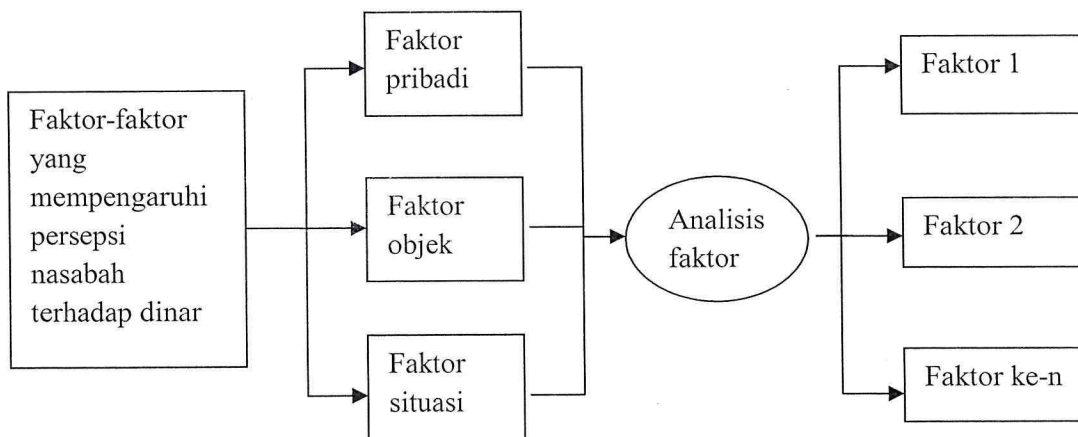 Faktor-faktor
yang
mempengaruhi
persepsi
nasabah
terhadap dinar
Faktor
pribadi
Faktor
objek
Faktor
situasi
Analisis
faktor
Faktor 1
Faktor 2
Faktor ke-n